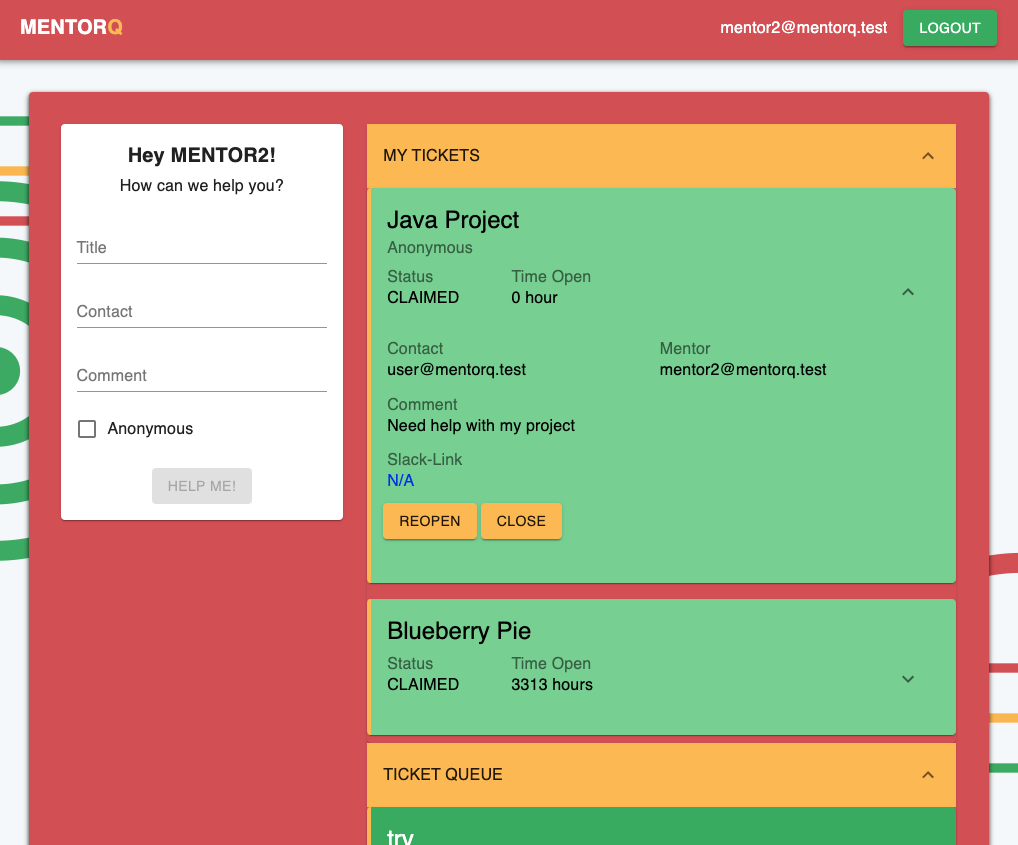 MENTORQ
mentor2@mentorq.test
LOGOUT
Hey MENTOR2!
How can we help you?
Title
Contact
Comment
Anonymous
HELP ME!
MY TICKETS
Java Project
Anonymous
Status Time Open
CLAIMED 0 hour
Contact Mentor
user@mentorq.test mentor2@mentorq.test
Comment
Need help with my project
Slack-Link
N/A
REOPEN CLOSE
Blueberry Pie
Status Time Open
CLAIMED 3313 hours
TICKET QUEUE
try